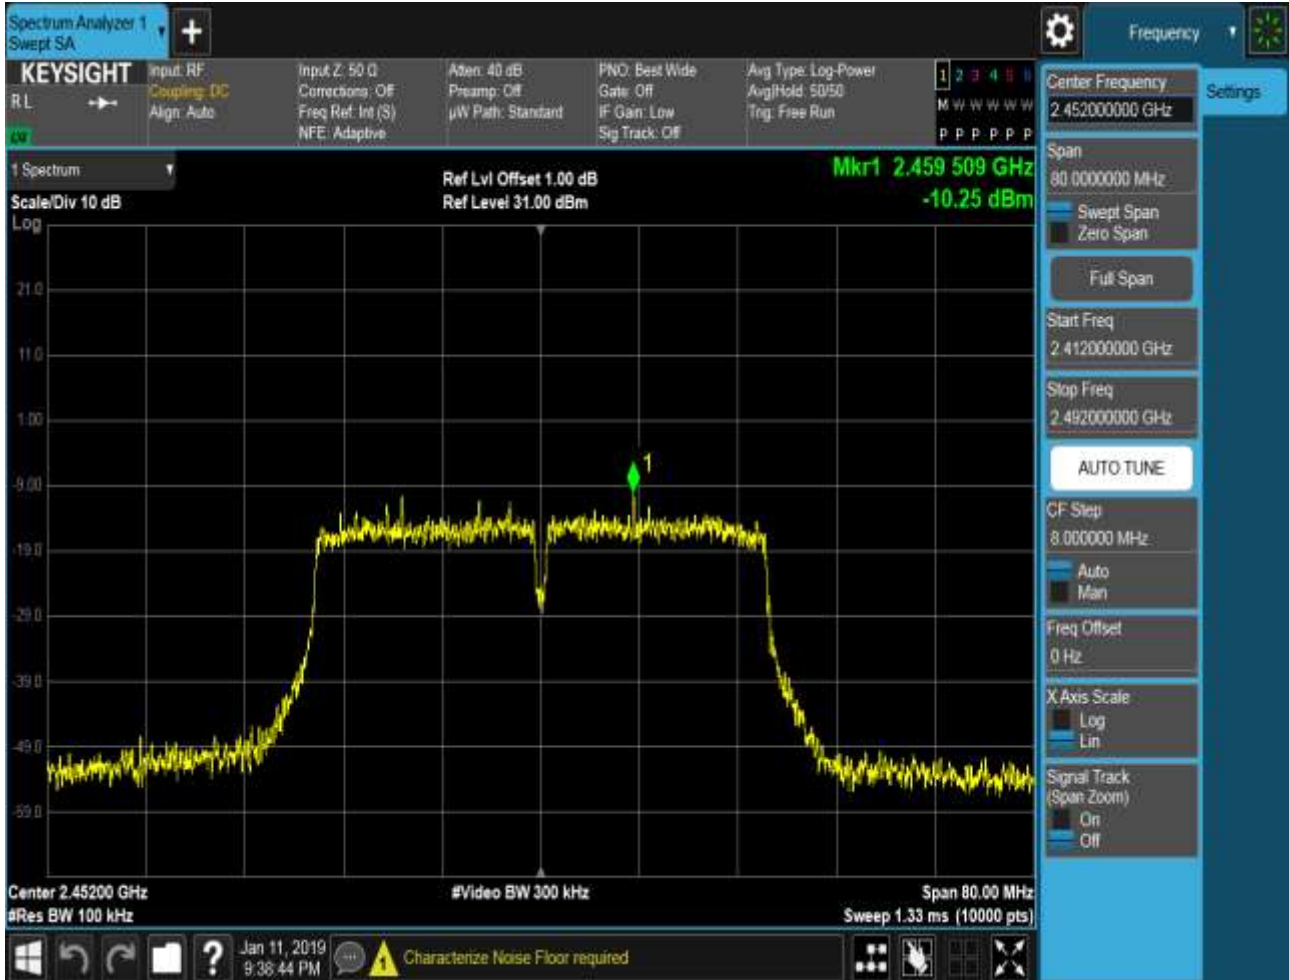 Spectrum Analyzer 1
Swept SA
Frequency
KEYSIGHT
R L
Input: RF
Coupling: DC
Align: Auto
Input Z: 50 Ω
Corrections: Off
Freq Ref: Int (S)
NFE: Adaptive
Atten: 40 dB
Preamp: Off
µW Path: Standard
PNO: Best Wide
Gate: Off
IF Gain: Low
Sig Track: Off
Avg Type: Log-Power
Avg|Hold: 50/50
Trig: Free Run
1 2 3 4 5 6
M W W W W W
P P P P P P
1 Spectrum
Scale/Div 10 dB
Log
Ref Lvl Offset 1.00 dB
Ref Level 31.00 dBm
Mkr1 2.459 509 GHz
-10.25 dBm
21.0
11.0
1.00
-9.00
-19.0
-29.0
-39.0
-49.0
-59.0
1
Center 2.45200 GHz
#Res BW 100 kHz
#Video BW 300 kHz
Span 80.00 MHz
Sweep 1.33 ms (10000 pts)
Center Frequency
2.452000000 GHz
Settings
Span
80.0000000 MHz
Swept Span
Zero Span
Full Span
Start Freq
2.412000000 GHz
Stop Freq
2.492000000 GHz
AUTO TUNE
CF Step
8.000000 MHz
Auto
Man
Freq Offset
0 Hz
X Axis Scale
Log
Lin
Signal Track
(Span Zoom)
On
Off
?
Jan 11, 2019
9:38:44 PM
1
Characterize Noise Floor required